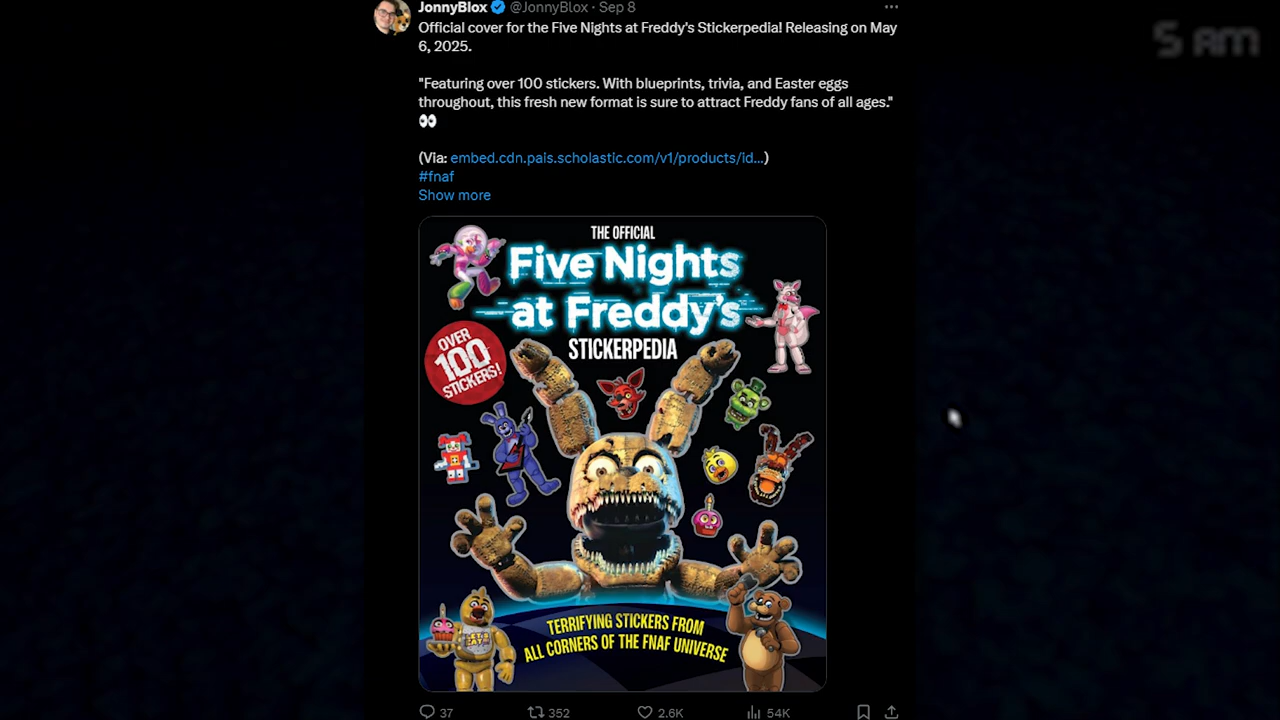 JonnyBlox @JonnyBlox · Sep 8
5 AM
Official cover for the Five Nights at Freddy's Stickerpedia! Releasing on May
6, 2025.
"Featuring over 100 stickers. With blueprints, trivia, and Easter eggs
throughout, this fresh new format is sure to attract Freddy fans of all ages."
(Via: embed.cdn.pais.scholastic.com/v1/products/id...)
#fnaf
Show more
THE OFFICIAL
Five Nights
at Freddy's
STICKERPEDIA
OVER
100
STICKERS!
LET'S
EAT!!!
TERRIFYING STICKERS FROM
ALL CORNERS OF THE FNAF UNIVERSE
37 352 2.6K 54K